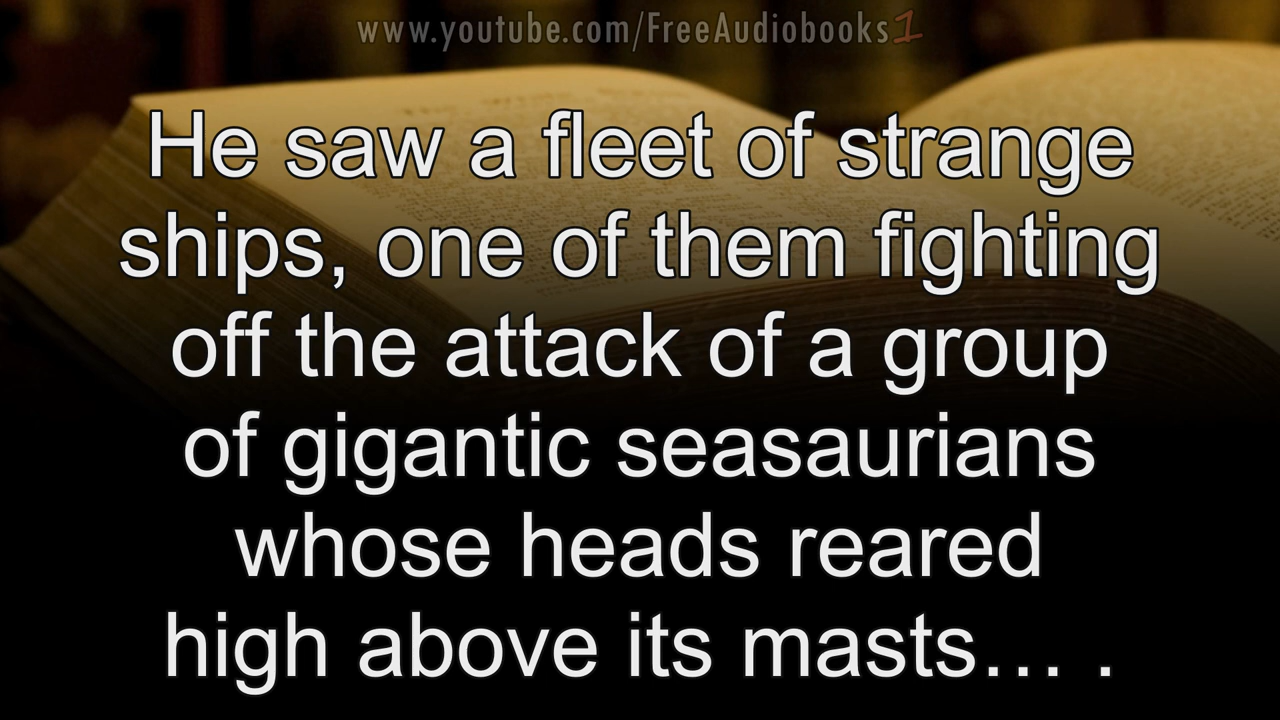 www.youtube.com/FreeAudiobooks1
He saw a fleet of strange
ships, one of them fighting
off the attack of a group
of gigantic seasaurians
whose heads reared
high above its masts… .